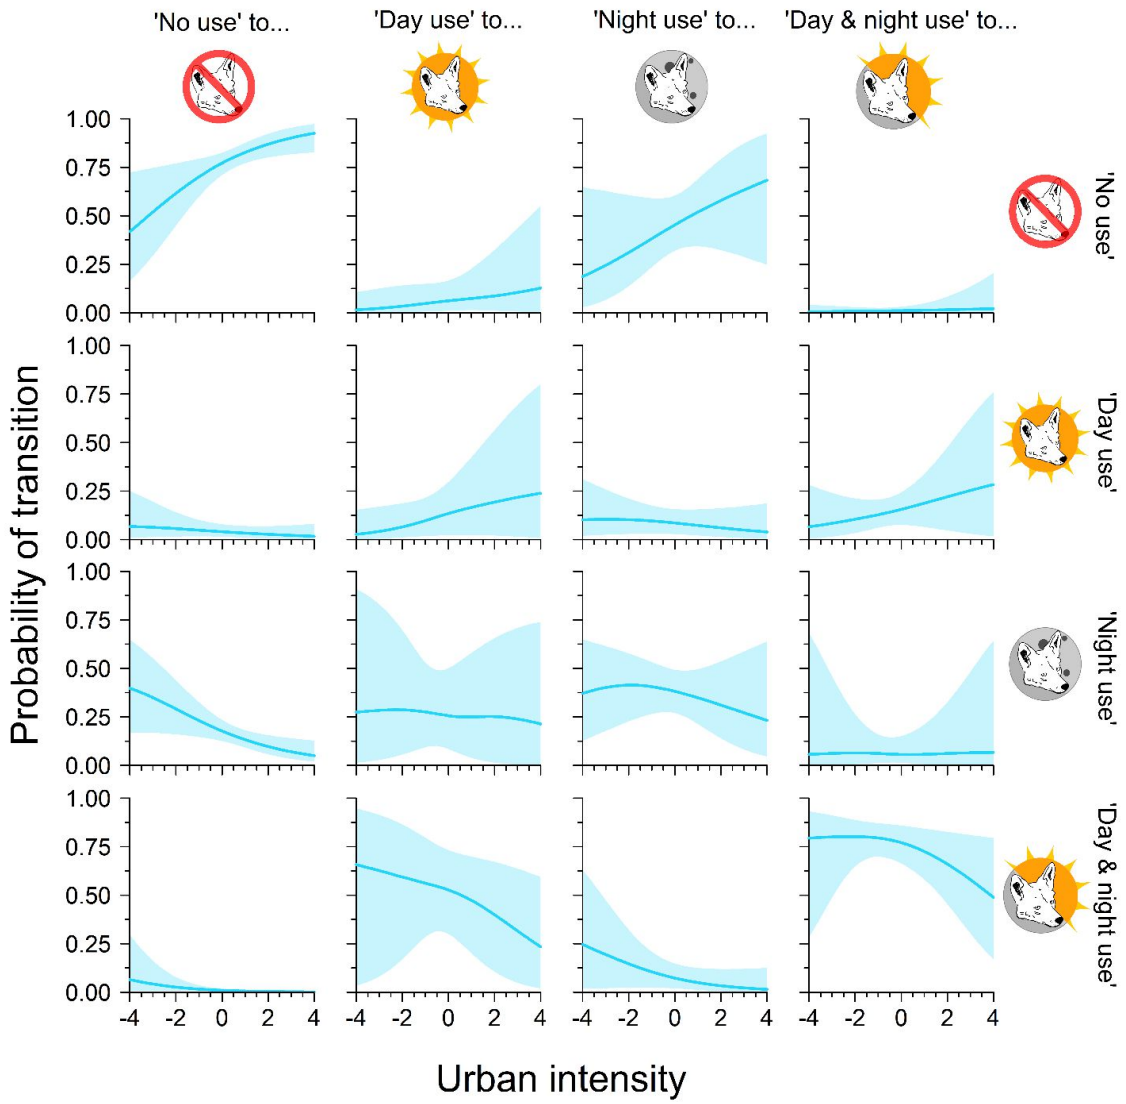 'No use' to... 'Day use' to... 'Night use' to... 'Day & night use' to...
1.00
0.75
0.50
0.25
0.00
'No use'
1.00
0.75
0.50
0.25
0.00
'Day use'
1.00
0.75
0.50
0.25
0.00
'Night use'
1.00
0.75
0.50
0.25
0.00
'Day & night use'
Probability of transition
-4 -2 0 2 4 -4 -2 0 2 4 -4 -2 0 2 4 -4 -2 0 2 4
Urban intensity